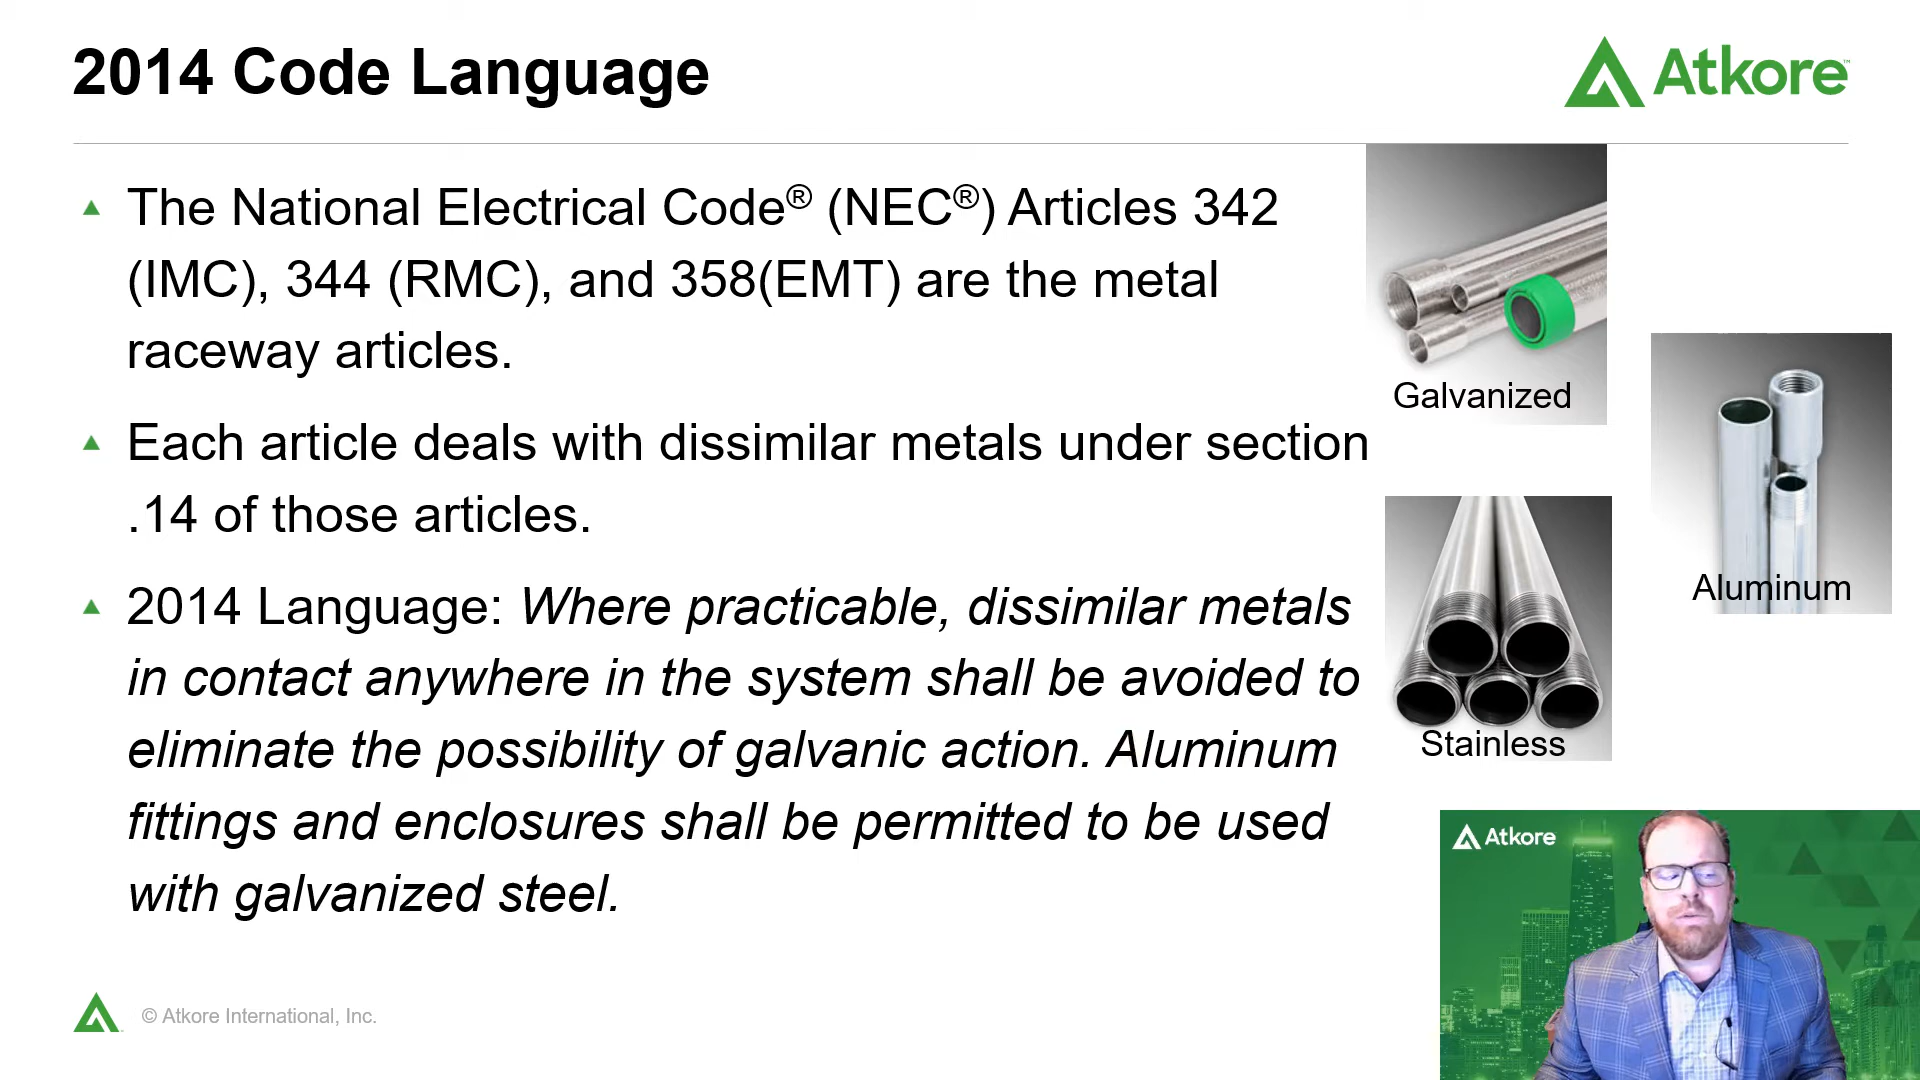 2014 Code Language
Atkore™
The National Electrical Code® (NEC®) Articles 342
(IMC), 344 (RMC), and 358(EMT) are the metal
raceway articles.
Each article deals with dissimilar metals under section
.14 of those articles.
2014 Language: Where practicable, dissimilar metals
in contact anywhere in the system shall be avoided to
eliminate the possibility of galvanic action. Aluminum
fittings and enclosures shall be permitted to be used
with galvanized steel.
Galvanized
Aluminum
Stainless
Atkore
© Atkore International, Inc.